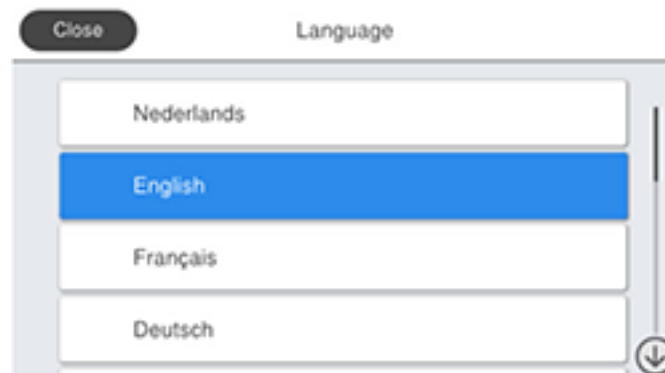 Close
Language
Nederlands
English
Français
Deutsch